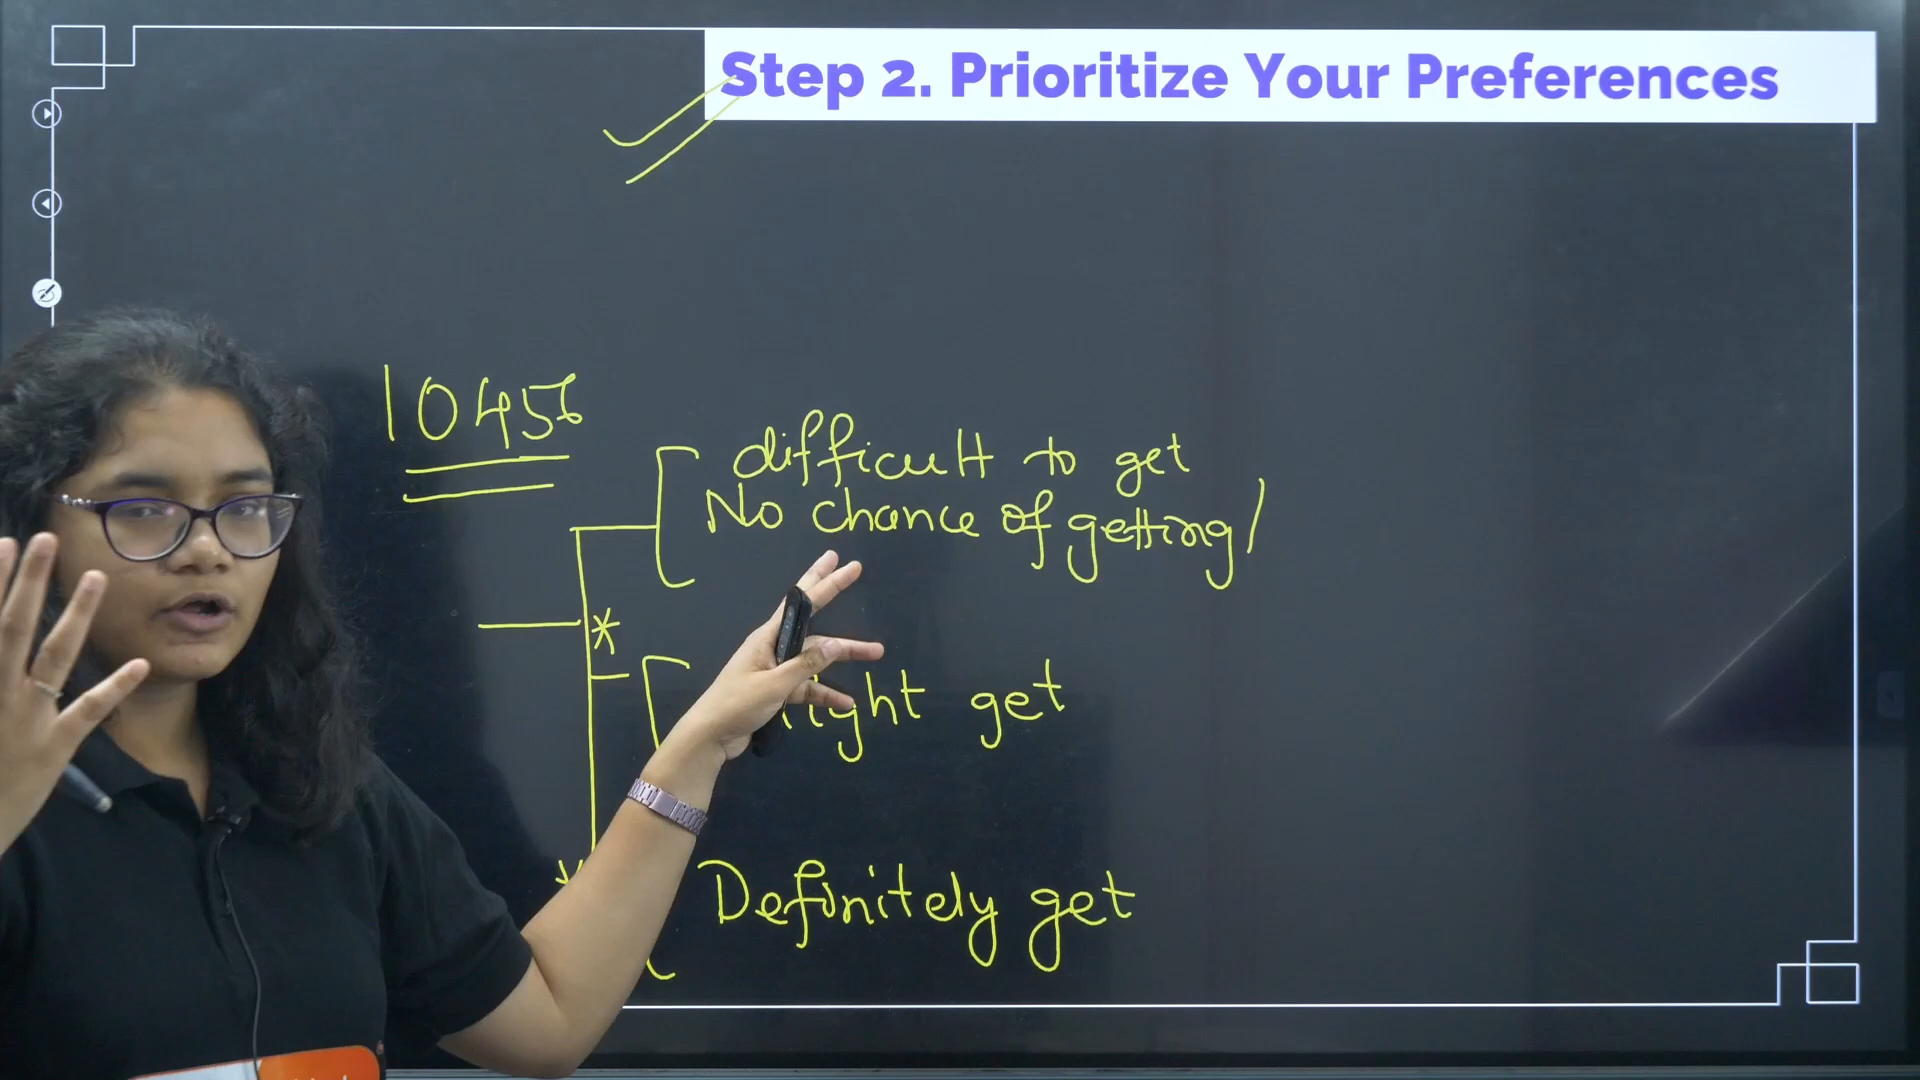 Step 2. Prioritize Your Preferences
10456
difficult to get
No chance of getting
*
get
Definitely get